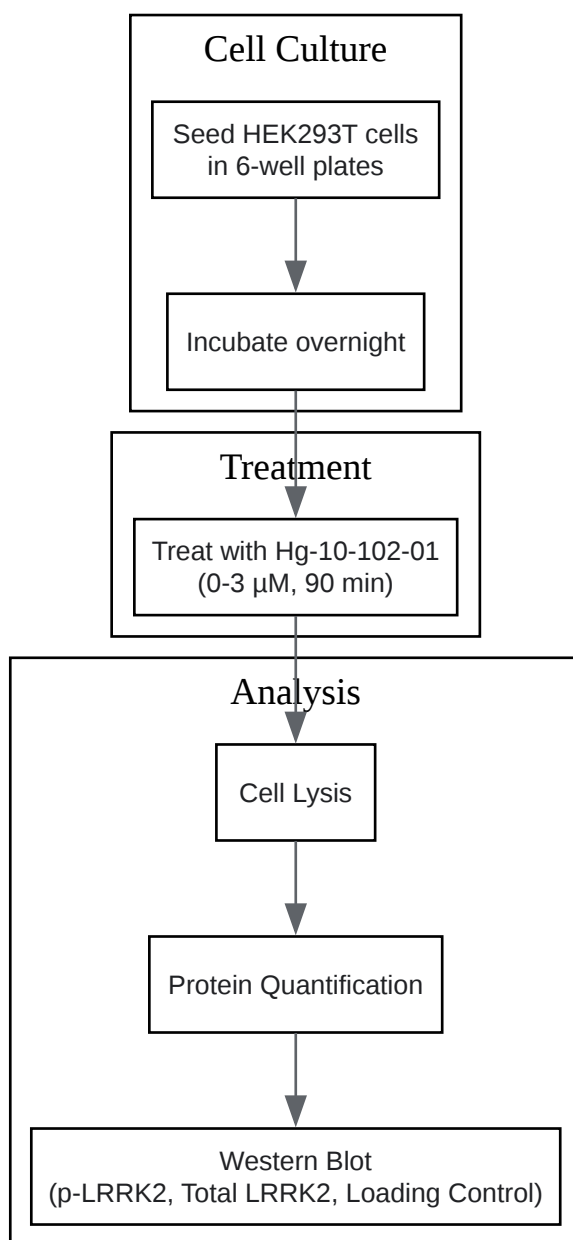 Cell Culture
Seed HEK293T cells
in 6-well plates
Incubate overnight
Treatment
Treat with Hg-10-102-01
(0-3 µM, 90 min)
Analysis
Cell Lysis
Protein Quantification
Western Blot
(p-LRRK2, Total LRRK2, Loading Control)